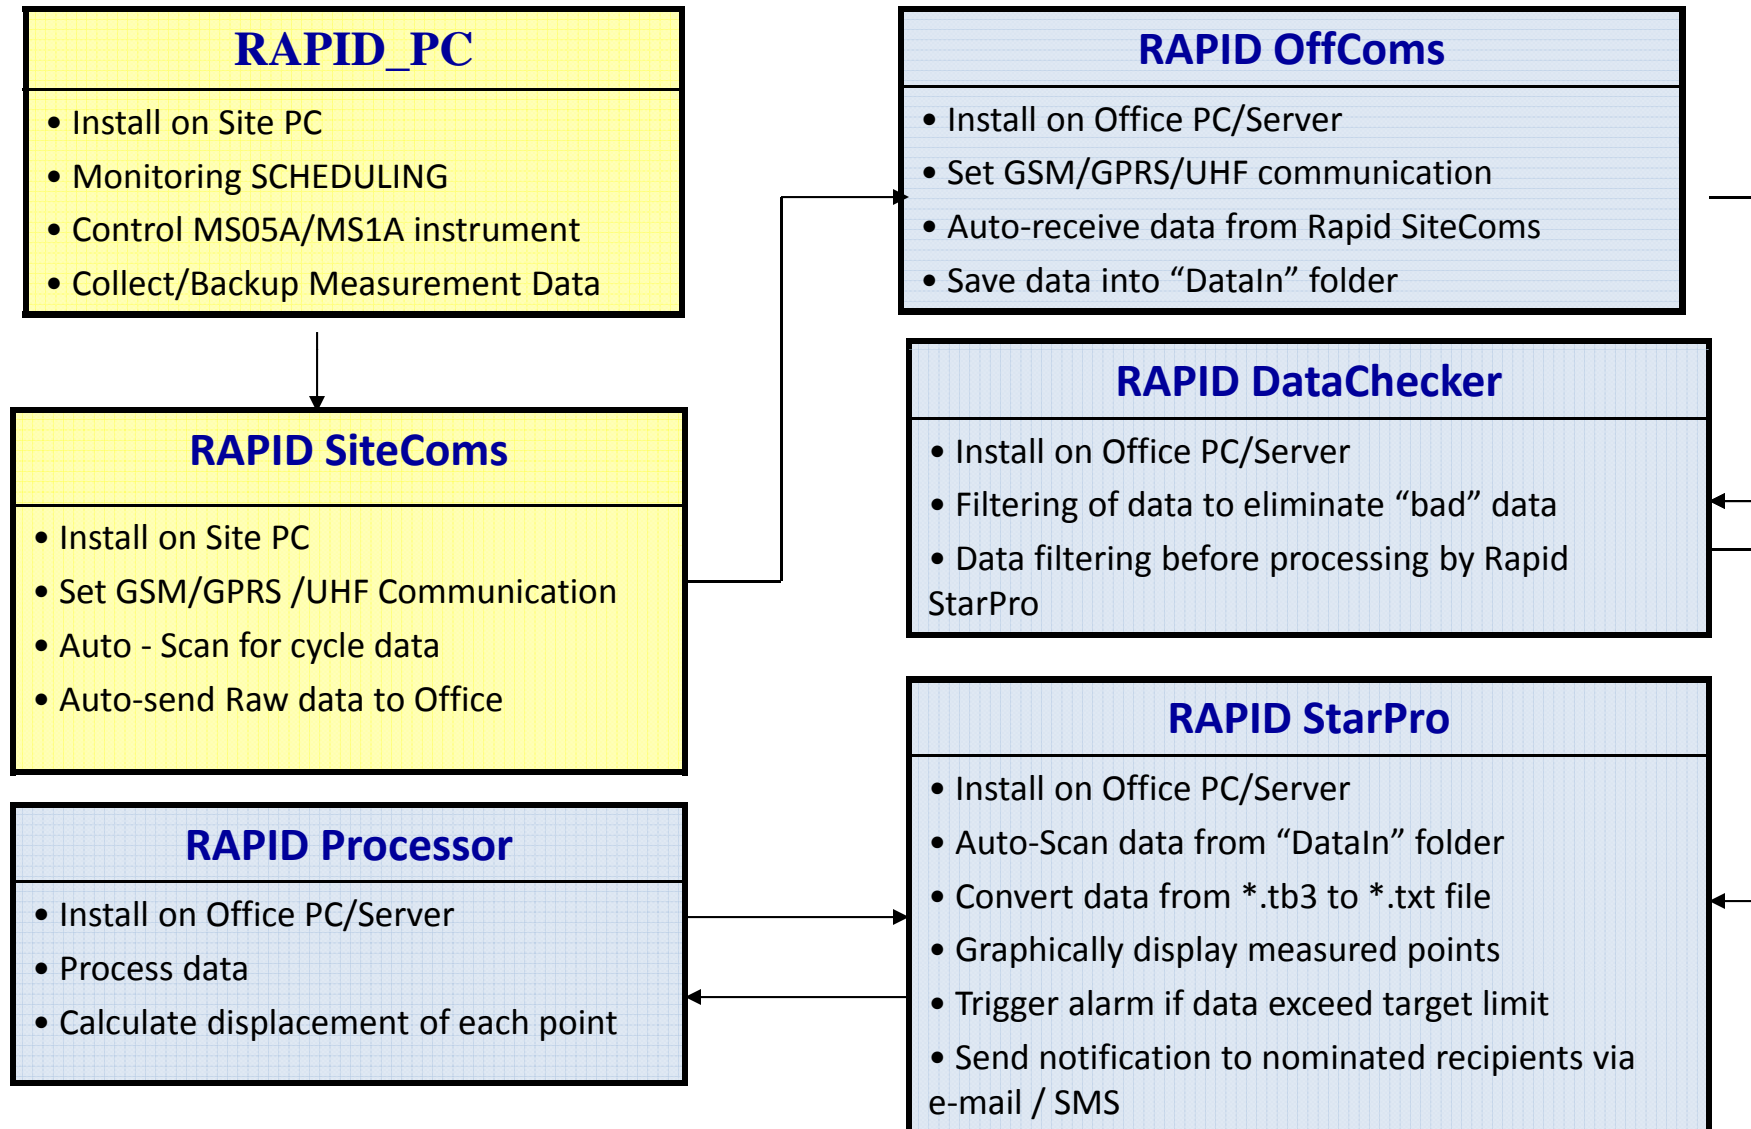 RAPID_PC
• Install on Site PC
• Monitoring SCHEDULING
• Control MS05A/MS1A instrument
• Collect/Backup Measurement Data
RAPID SiteComs
• Install on Site PC
• Set GSM/GPRS /UHF Communication
• Auto - Scan for cycle data
• Auto-send Raw data to Office
RAPID Processor
• Install on Office PC/Server
• Process data
• Calculate displacement of each point
RAPID OffComs
• Install on Office PC/Server
• Set GSM/GPRS/UHF communication
• Auto-receive data from Rapid SiteComs
• Save data into “DataIn” folder
RAPID DataChecker
• Install on Office PC/Server
• Filtering of data to eliminate “bad” data
• Data filtering before processing by Rapid
StarPro
RAPID StarPro
• Install on Office PC/Server
• Auto-Scan data from “DataIn” folder
• Convert data from *.tb3 to *.txt file
• Graphically display measured points
• Trigger alarm if data exceed target limit
• Send notification to nominated recipients via
e-mail / SMS